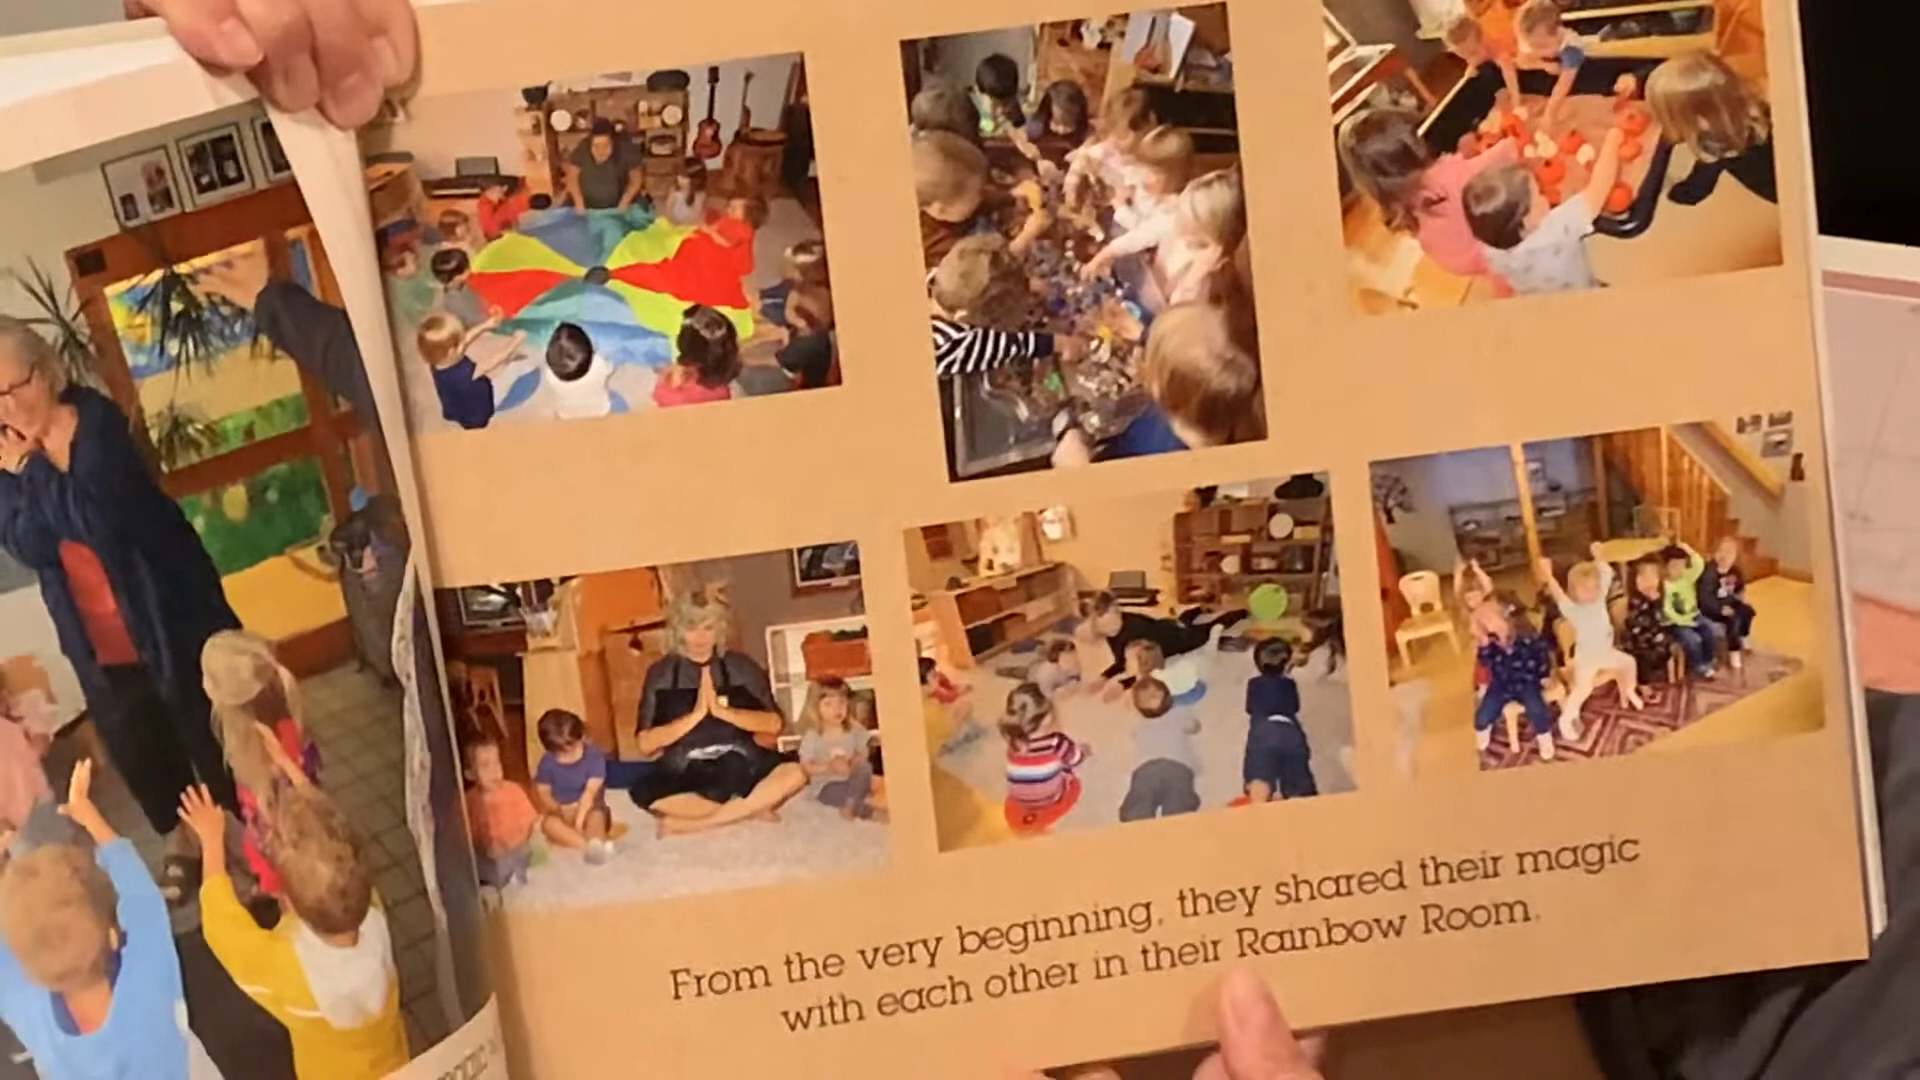 From the very beginning, they shared their magic
with each other in their Rainbow Room.